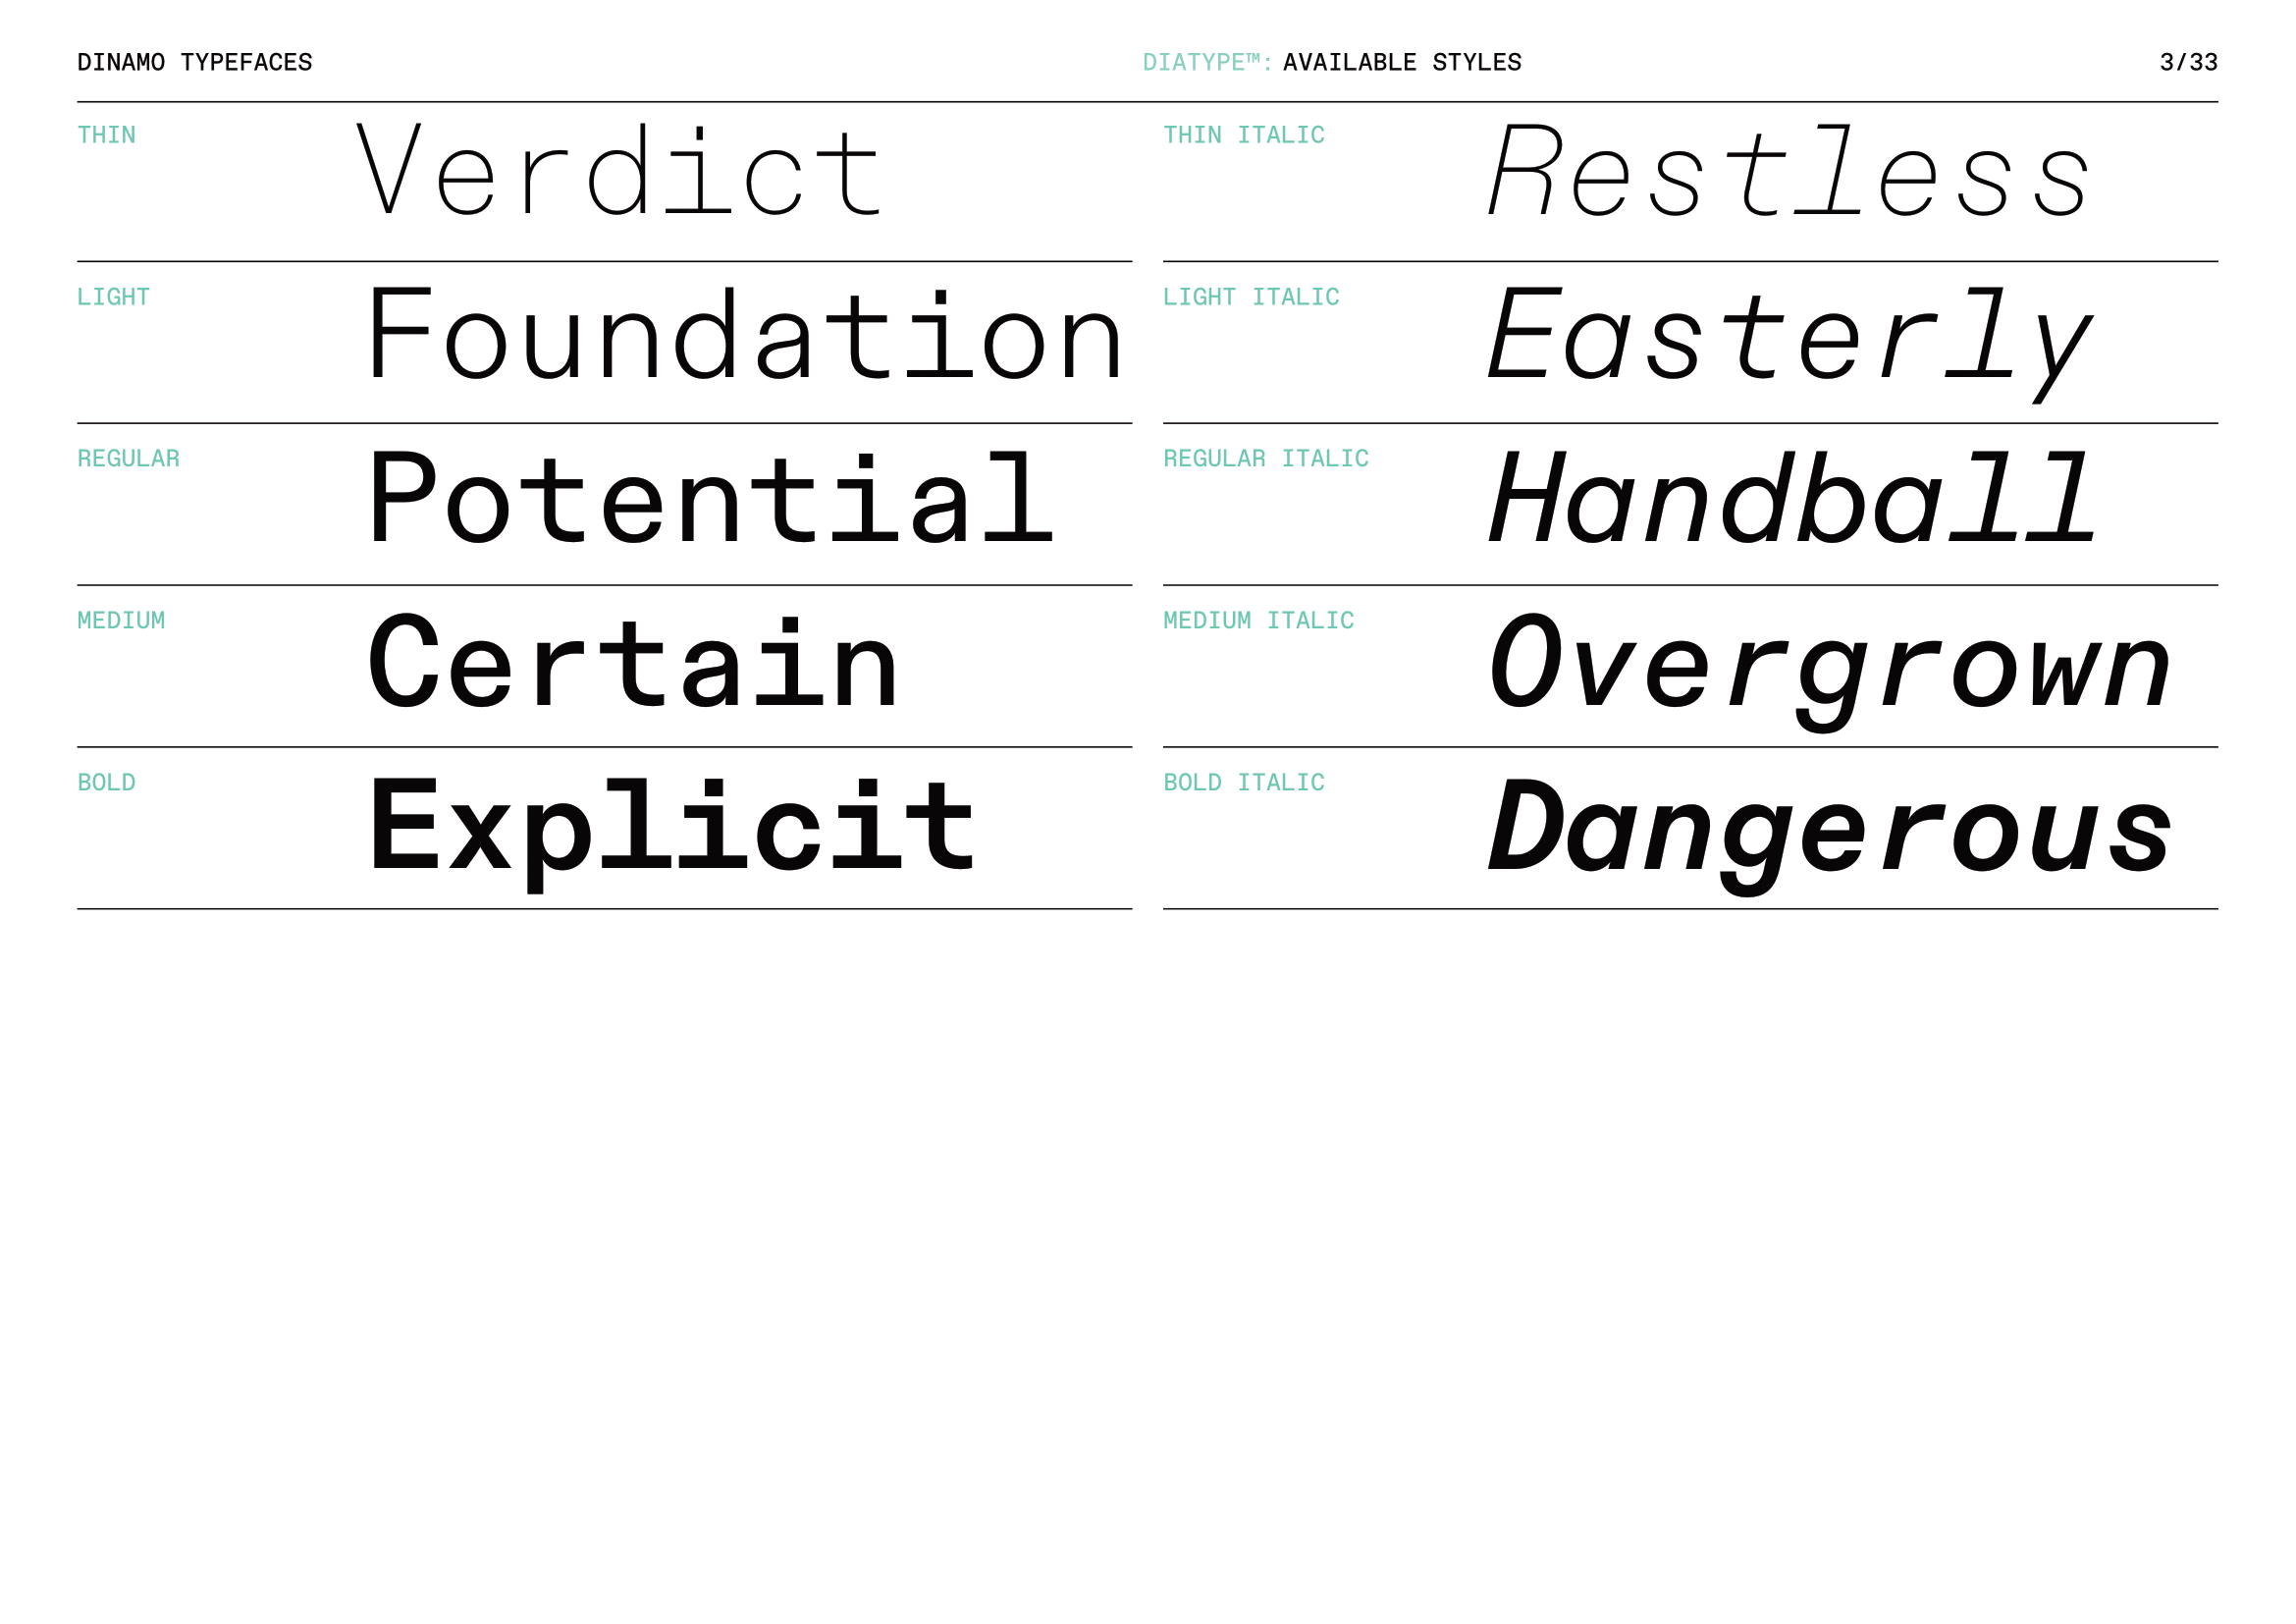 DINAMO TYPEFACES DIATYPE™: AVAILABLE STYLES 3/33
THIN Verdict THIN ITALIC Restless
LIGHT Foundation LIGHT ITALIC Easterly
REGULAR Potential REGULAR ITALIC Handball
MEDIUM Certain MEDIUM ITALIC Overgrown
BOLD Explicit BOLD ITALIC Dangerous